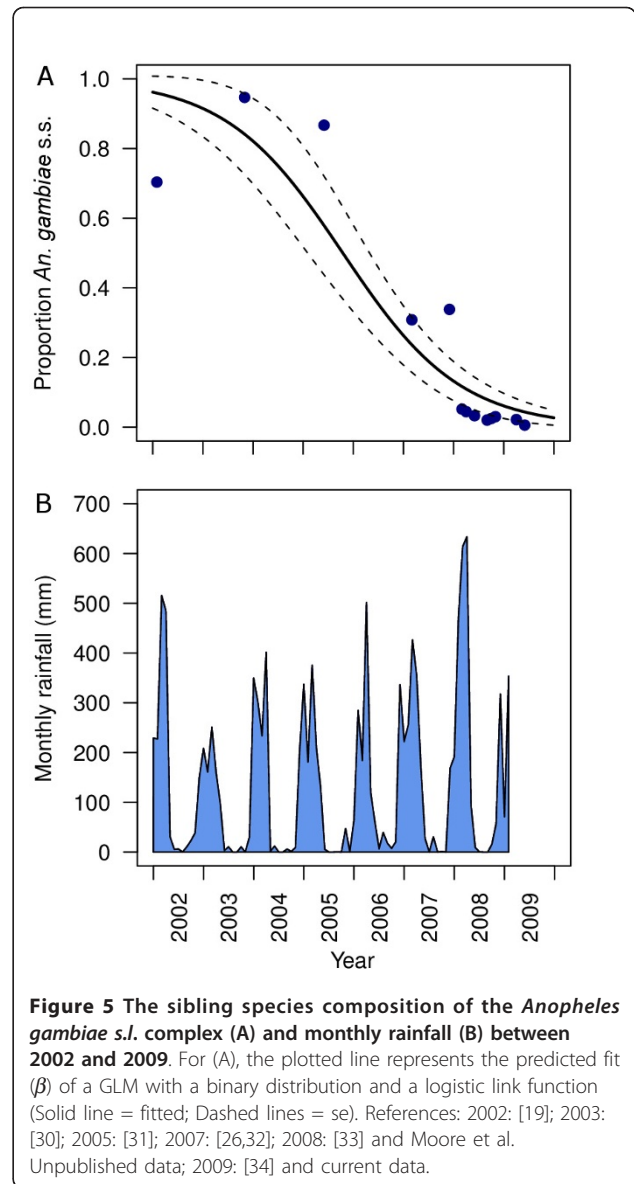 A
1.0
0.8
0.6
0.4
0.2
0.0
Proportion An. gambiae s.s.
B
700
600
500
400
300
200
100
0
Monthly rainfall (mm)
2002
2003
2004
2005
2006
2007
2008
2009
Year
Figure 5 The sibling species composition of the Anopheles
gambiae s.l. complex (A) and monthly rainfall (B) between
2002 and 2009. For (A), the plotted line represents the predicted fit
(β) of a GLM with a binary distribution and a logistic link function
(Solid line = fitted; Dashed lines = se). References: 2002: [19]; 2003:
[30]; 2005: [31]; 2007: [26,32]; 2008: [33] and Moore et al.
Unpublished data; 2009: [34] and current data.